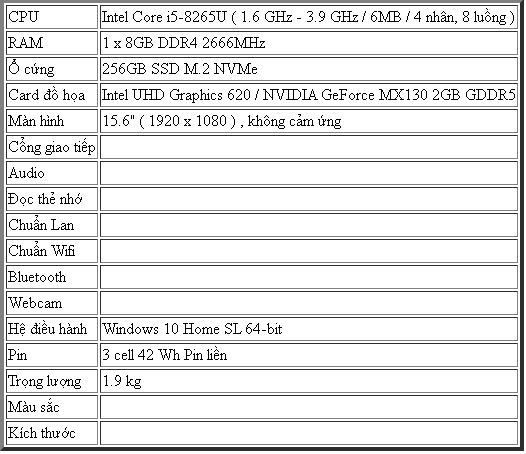 CPU Intel Core i5-8265U ( 1.6 GHz - 3.9 GHz / 6MB / 4 nhân, 8 luồng )
RAM 1 x 8GB DDR4 2666MHz
Ổ cứng 256GB SSD M.2 NVMe
Card đồ họa Intel UHD Graphics 620 / NVIDIA GeForce MX130 2GB GDDR5
Màn hình 15.6" ( 1920 x 1080 ) , không cảm ứng
Cổng giao tiếp
Audio
Đọc thẻ nhớ
Chuẩn Lan
Chuẩn Wifi
Bluetooth
Webcam
Hệ điều hành Windows 10 Home SL 64-bit
Pin 3 cell 42 Wh Pin liền
Trọng lượng 1.9 kg
Màu sắc
Kích thước